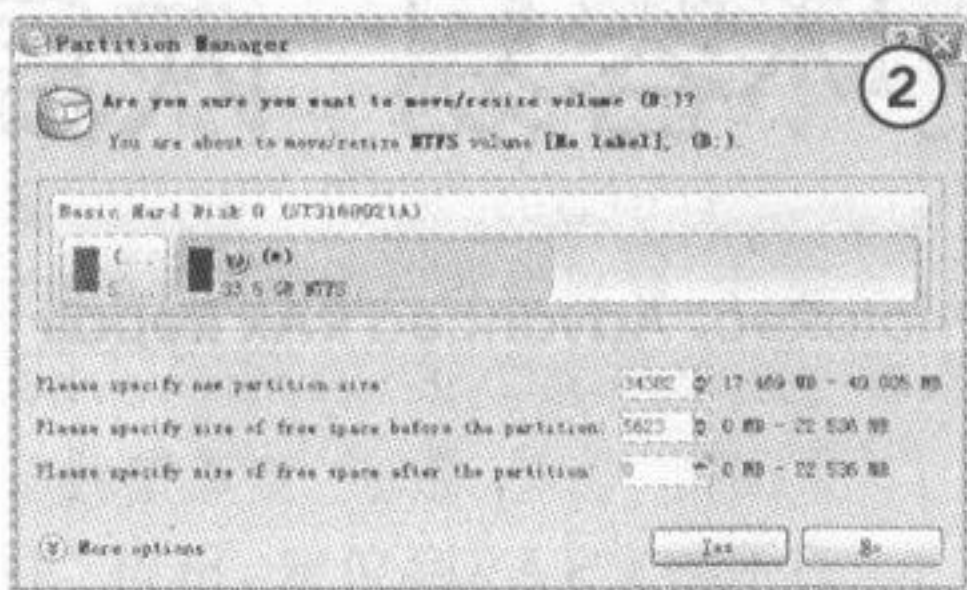 Partition Manager
②
Are you sure you want to move/resize volume (D:)?
You are about to move/resize NTFS volume [No label], (D:).
Basic Hard Disk 0 (ST3160021A)
(...
33.5 GB NTFS
Please specify new partition size 34382 17 469 MB - 40 005 MB
Please specify size of free space before the partition: 5623 0 MB - 22 536 MB
Please specify size of free space after the partition: 0 0 MB - 22 536 MB
More options
Yes
No